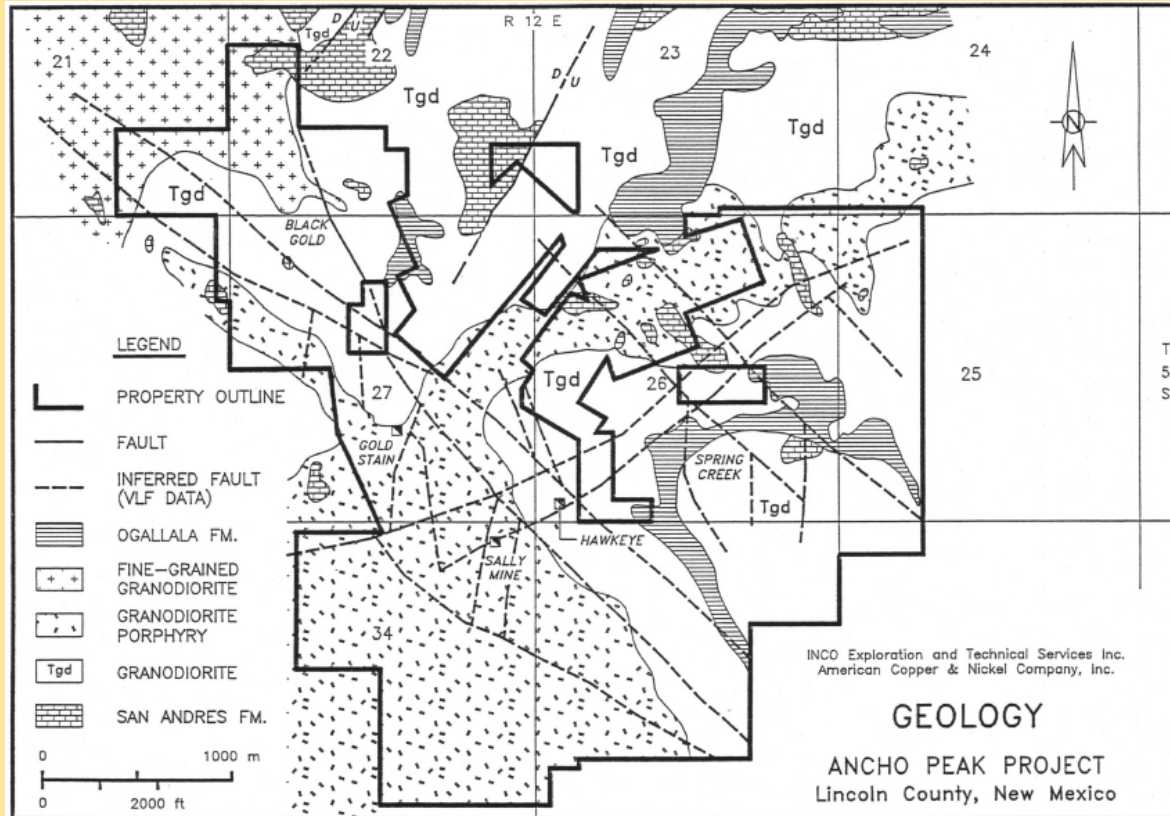 R 12 E
21
Tgd
D U
22
23
24
D U
Tgd
Tgd
Tgd
Tgd
N
BLACK
GOLD
LEGEND
PROPERTY OUTLINE
FAULT
INFERRED FAULT
(VLF DATA)
OGALLALA FM.
FINE-GRAINED
GRANODIORITE
GRANODIORITE
PORPHYRY
Tgd GRANODIORITE
SAN ANDRES FM.
0 1000 m
0 2000 ft
27
Tgd
26
25
T
5
S
GOLD
STAIN
SPRING
CREEK
Tgd
HAWKEYE
SALLY
MINE
34
INCO Exploration and Technical Services Inc.
American Copper & Nickel Company, Inc.
GEOLOGY
ANCHO PEAK PROJECT
Lincoln County, New Mexico